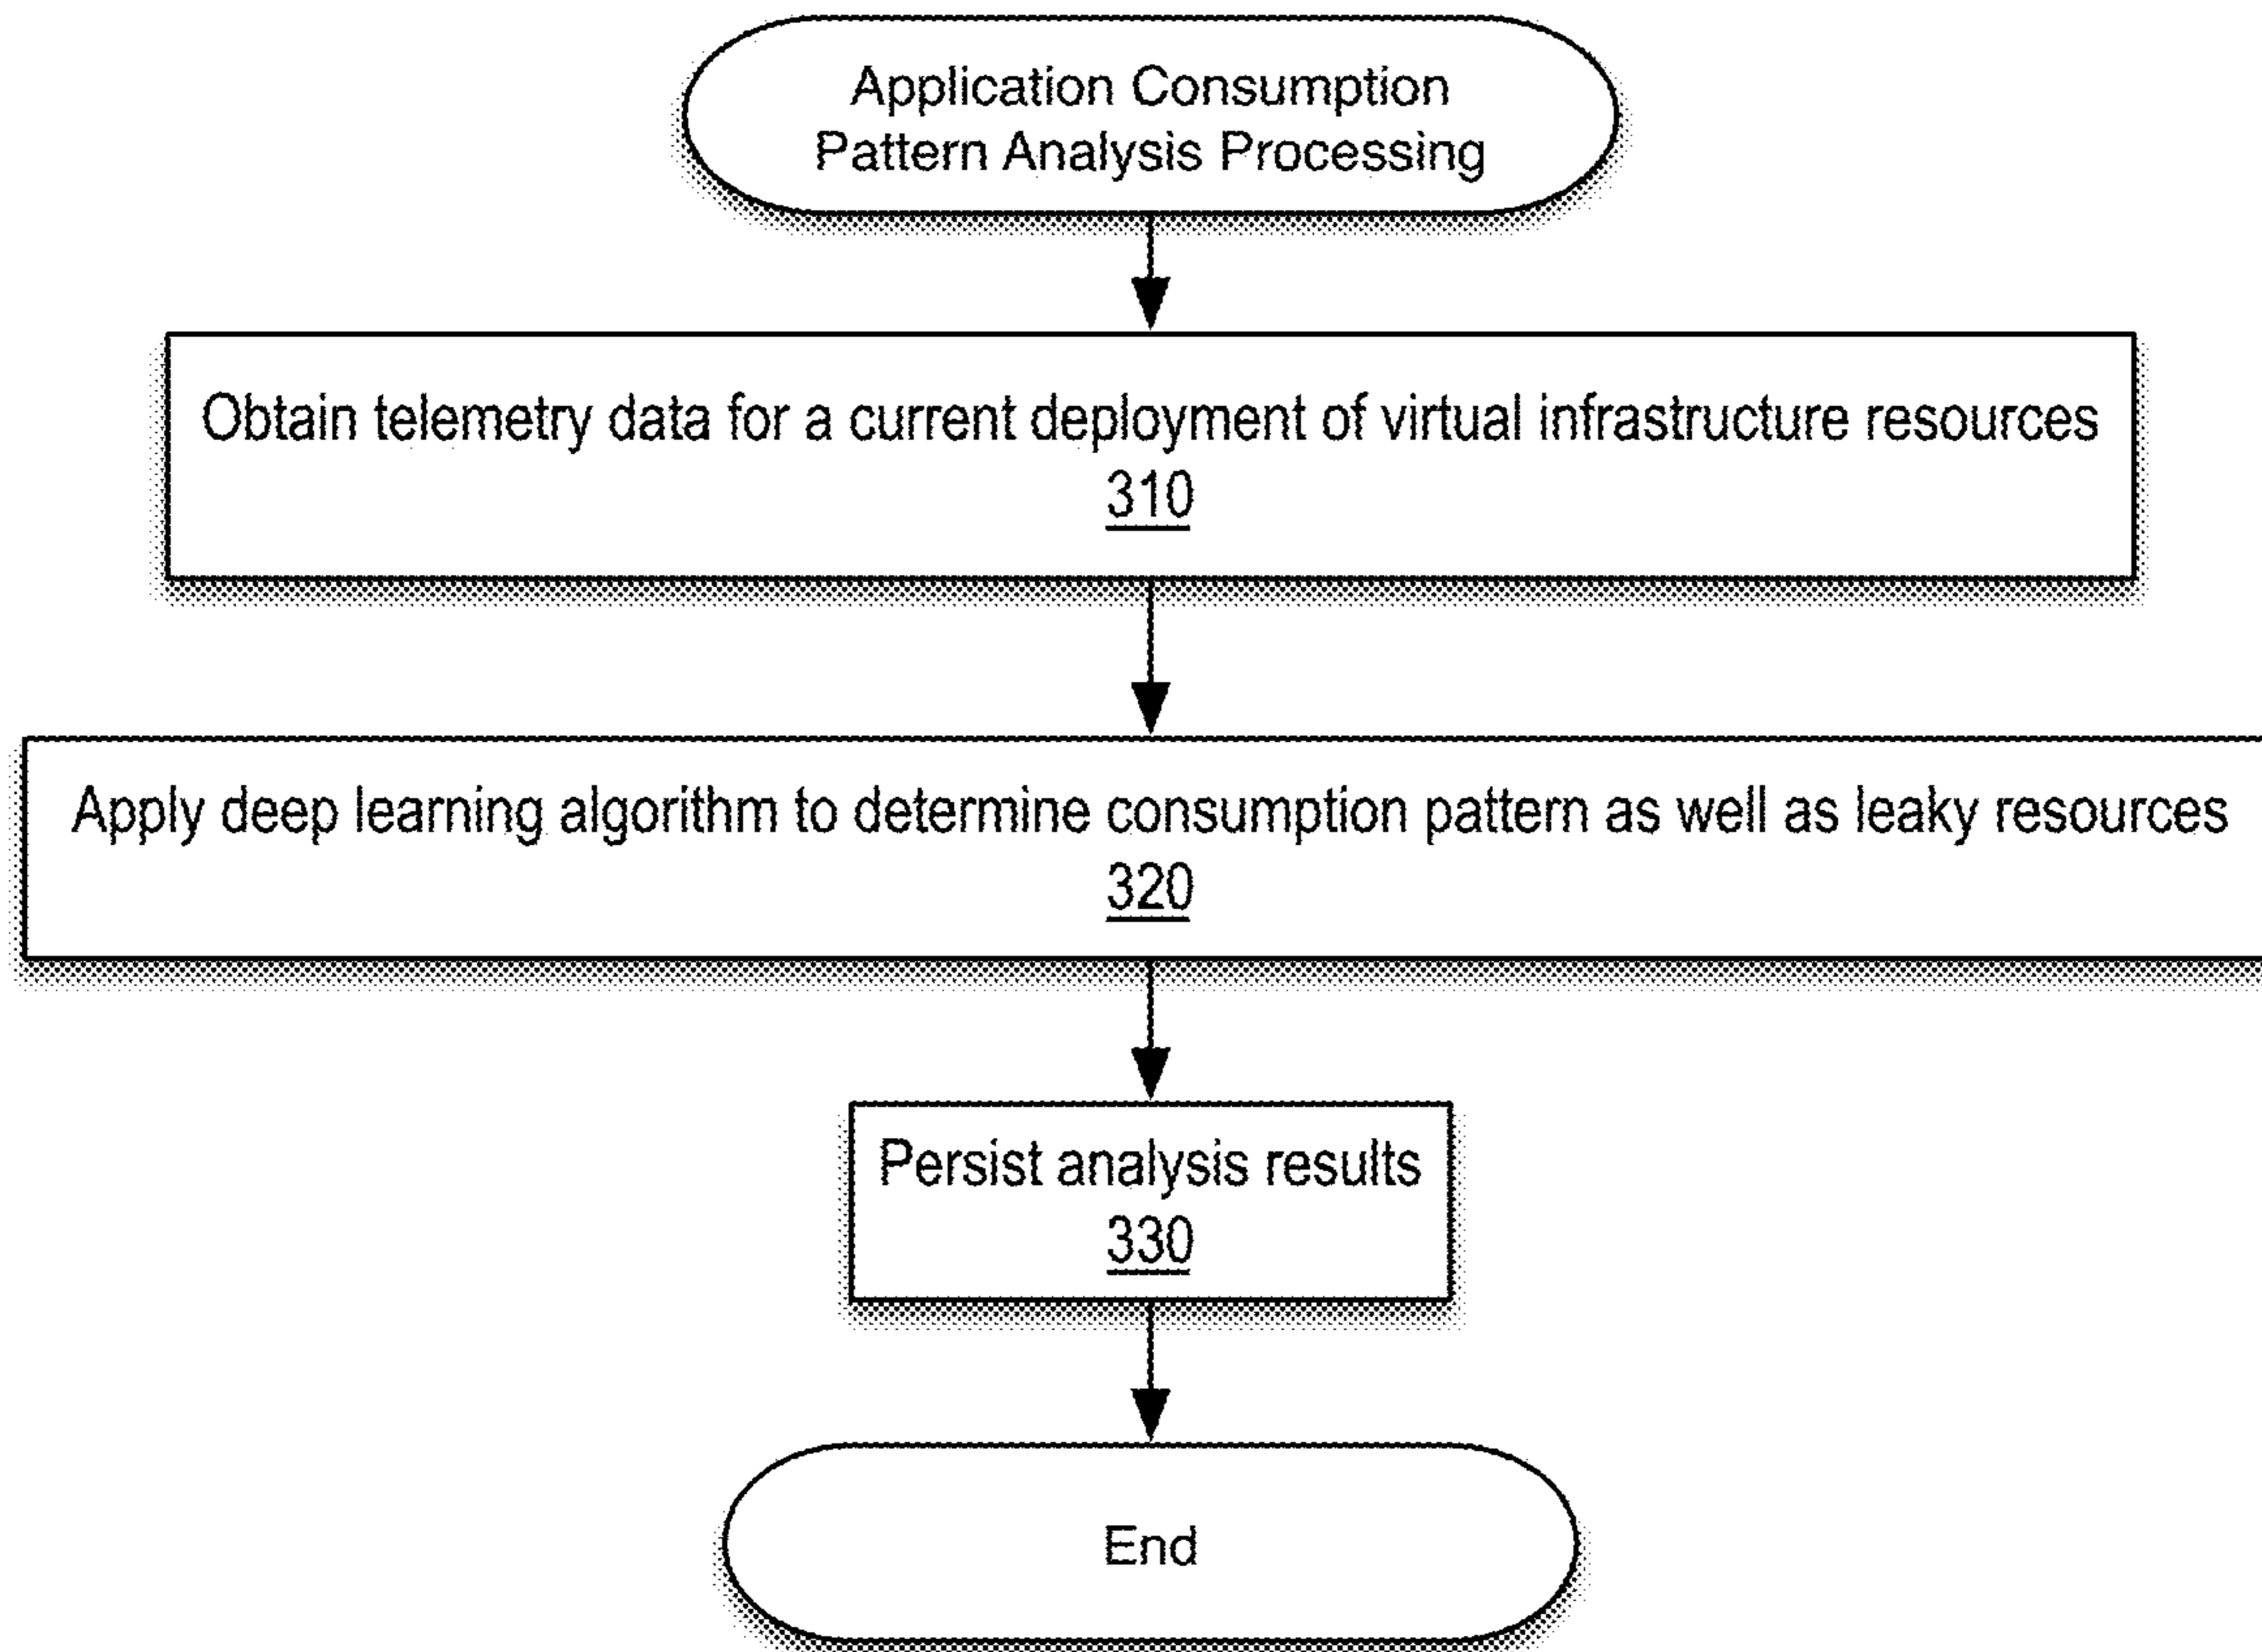 Application Consumption
Pattern Analysis Processing
Obtain telemetry data for a current deployment of virtual infrastructure resources
310
Apply deep learning algorithm to determine consumption pattern as well as leaky resources
320
Persist analysis results
330
End